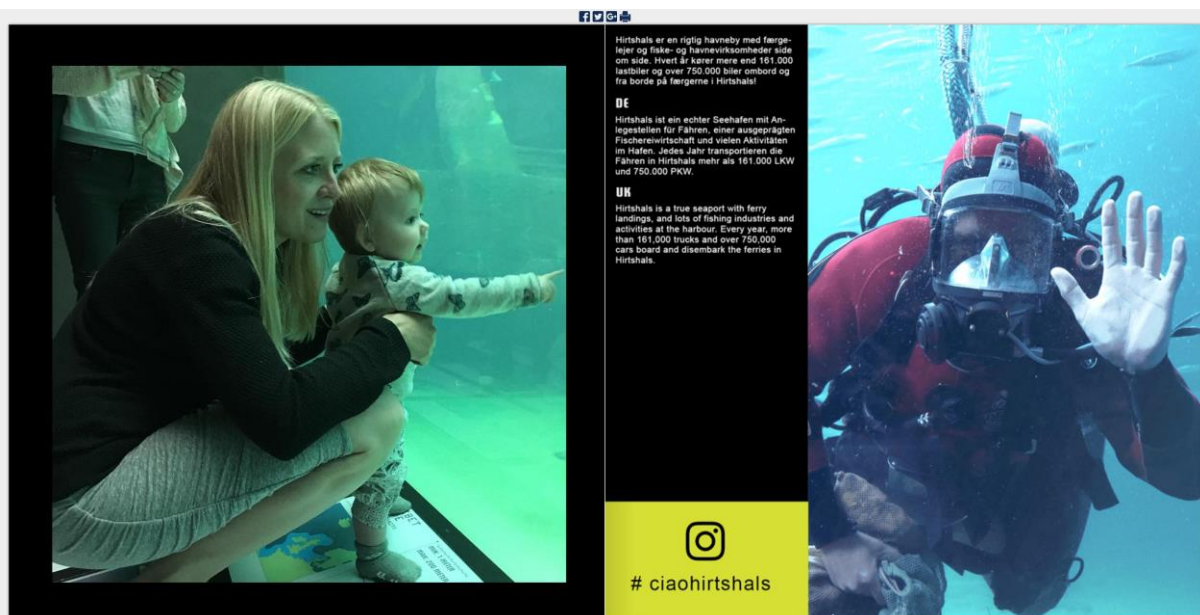 Hirtshals er en rigtig havneby med færge-
lejer og fiske- og havnevirksomheder side
om side. Hvert år kører mere end 161.000
lastbiler og over 750.000 biler ombord og
fra borde på færgerne i Hirtshals!
DE
Hirtshals ist ein echter Seehafen mit An-
legestellen für Fähren, einer ausgeprägten
Fischereiwirtschaft und vielen Aktivitäten
im Hafen. Jedes Jahr transportieren die
Fähren in Hirtshals mehr als 161.000 LKW
und 750.000 PKW.
UK
Hirtshals is a true seaport with ferry
landings, and lots of fishing industries and
activities at the harbour. Every year, more
than 161,000 trucks and over 750,000
cars board and disembark the ferries in
Hirtshals.
# ciaohirtshals